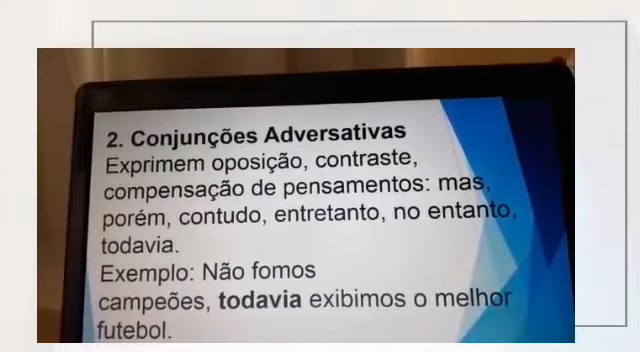 2. Conjunções Adversativas
Exprimem oposição, contraste,
compensação de pensamentos: mas,
porém, contudo, entretanto, no entanto,
todavia.
Exemplo: Não fomos
campeões, todavia exibimos o melhor
futebol.